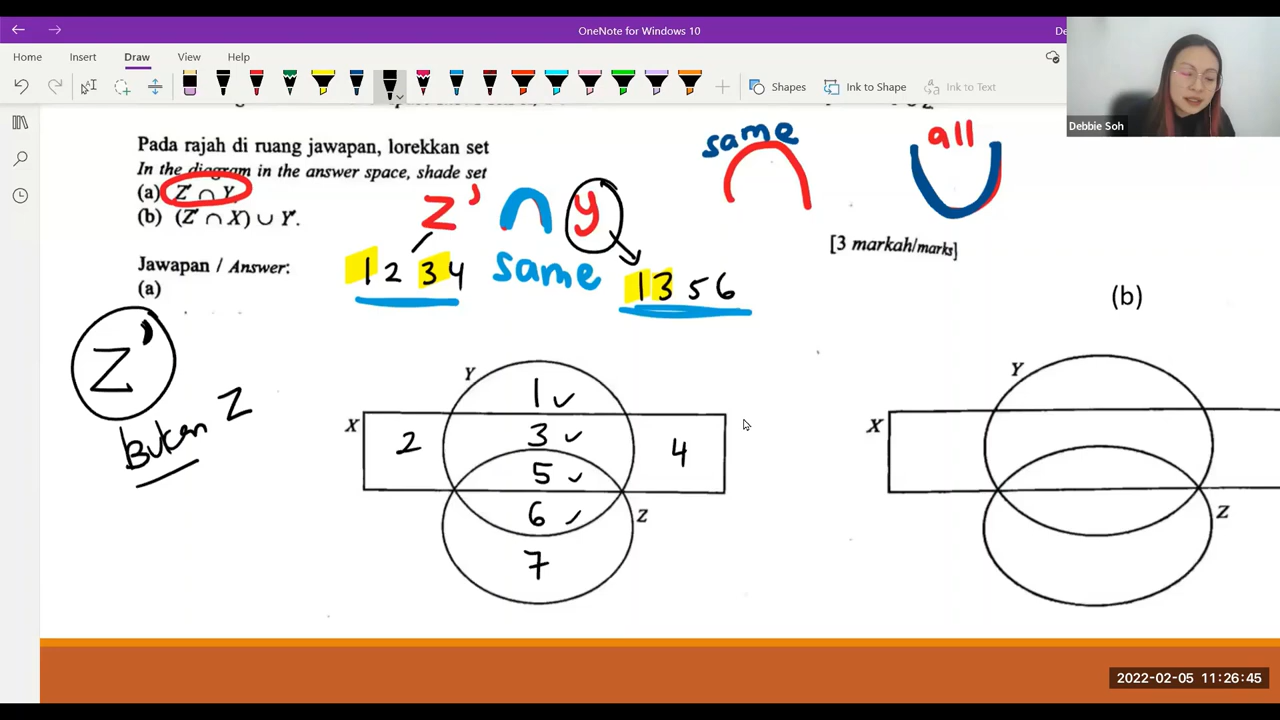 OneNote for Windows 10
De
Home Insert Draw View Help
Shapes Ink to Shape Ink to Text
Debbie Soh
Pada rajah di ruang jawapan, lorekkan set
In the diagram in the answer space, shade set
(a) Z' ∩ Y
(b) (Z' ∩ X) ∪ Y'.
[3 markah/marks]
Jawapan / Answer:
(a)
(b)
same
all
Z' ∩ y
1 2 3 4 same 1 3 5 6
Z'
Bukan Z
Y
X
Z
1
2 3 4
5
6
7
Y
X
Z
2022-02-05 11:26:45